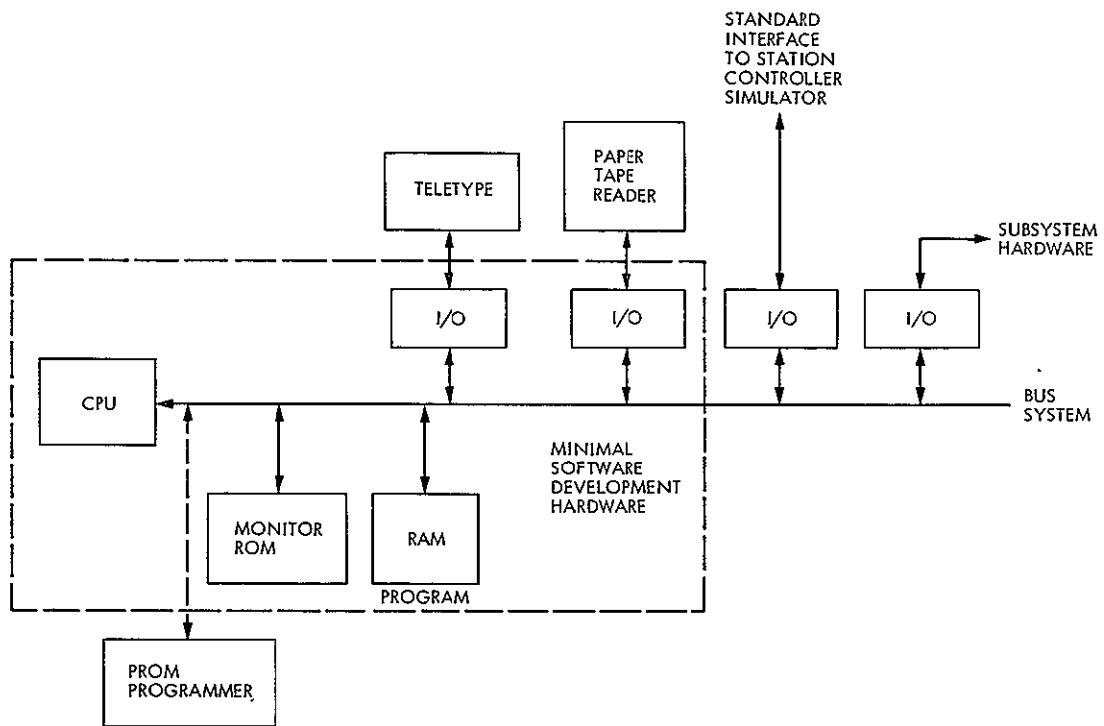 STANDARD
INTERFACE
TO STATION
CONTROLLER
SIMULATOR
TELETYPE
PAPER
TAPE
READER
SUBSYSTEM
HARDWARE
I/O
I/O
I/O
I/O
CPU
BUS
SYSTEM
MINIMAL
SOFTWARE
DEVELOPMENT
HARDWARE
MONITOR
ROM
RAM
PROGRAM
PROM
PROGRAMMER